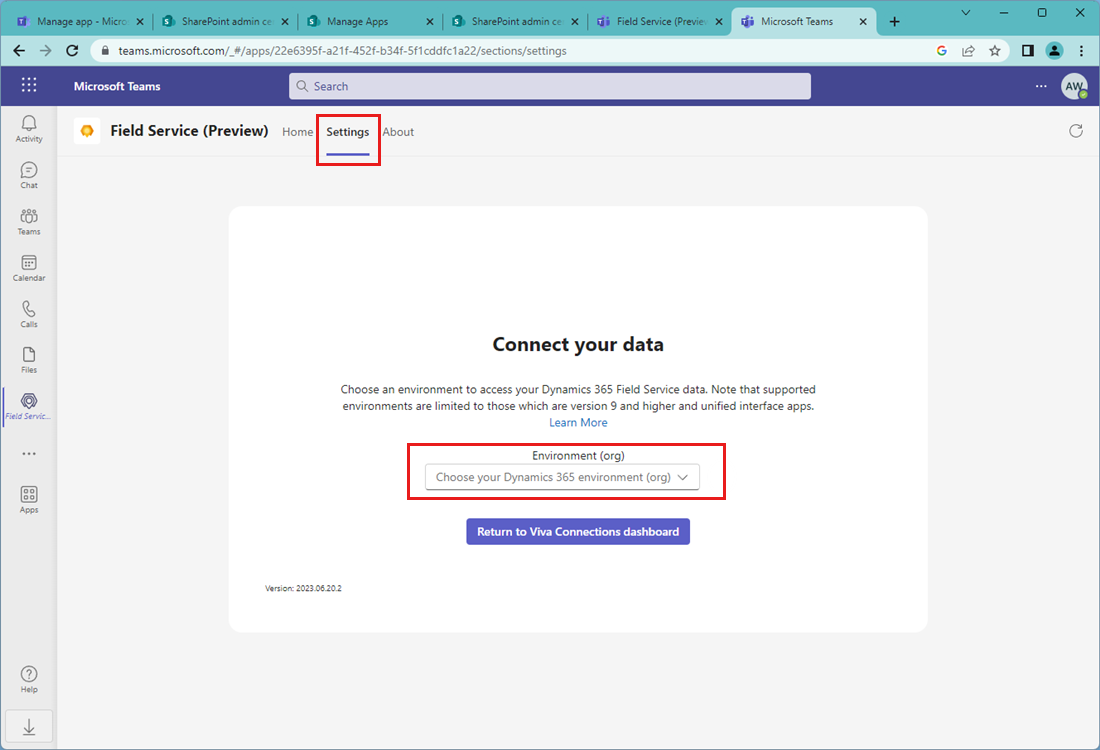 Manage app - Micro
SharePoint admin ce
Manage Apps
SharePoint admin ce
Field Service (Preview
Microsoft Teams
teams.microsoft.com/_#/apps/22e6395f-a21f-452f-b34f-5f1cddfc1a22/sections/settings
Microsoft Teams
Search
AW
Activity
Chat
Teams
Calendar
Calls
Files
Field Servic...
Apps
Help
Field Service (Preview)
Home
Settings
About
Connect your data
Choose an environment to access your Dynamics 365 Field Service data. Note that supported
environments are limited to those which are version 9 and higher and unified interface apps.
Learn More
Environment (org)
Choose your Dynamics 365 environment (org)
Return to Viva Connections dashboard
Version: 2023.06.20.2